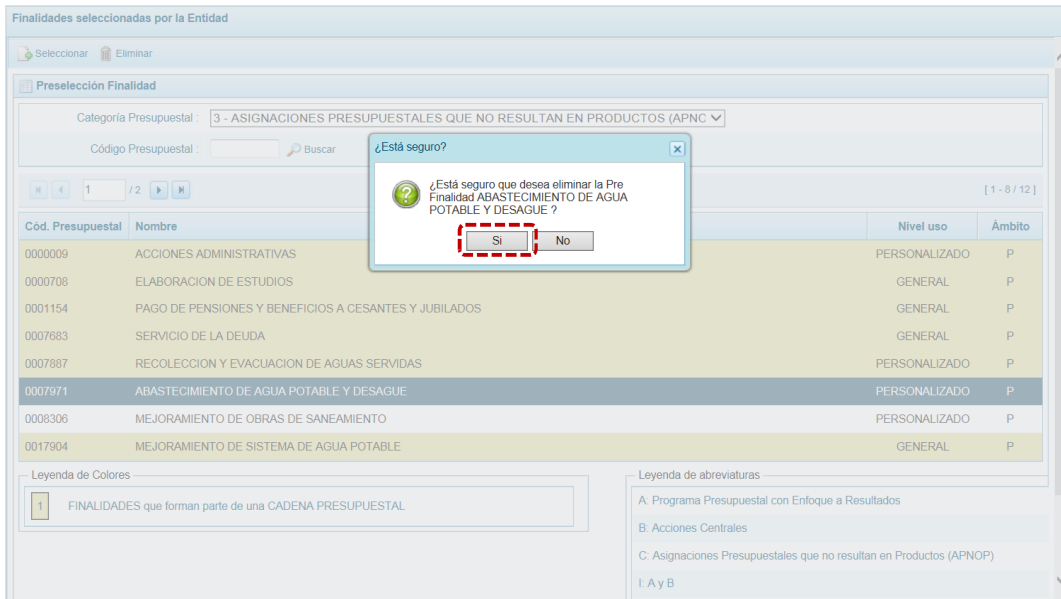 Finalidades seleccionadas por la Entidad
Seleccionar Eliminar
Preselección Finalidad
Categoría Presupuestal : 3 - ASIGNACIONES PRESUPUESTALES QUE NO RESULTAN EN PRODUCTOS (APNC
Código Presupuestal : Buscar
¿Está seguro?
¿Está seguro que desea eliminar la Pre
Finalidad ABASTECIMIENTO DE AGUA
POTABLE Y DESAGUE ?
Si No
1 / 2 [ 1 - 8 / 12 ]
Cód. Presupuestal Nombre Nivel uso Ámbito
0000009 ACCIONES ADMINISTRATIVAS PERSONALIZADO P
0000708 ELABORACION DE ESTUDIOS GENERAL P
0001154 PAGO DE PENSIONES Y BENEFICIOS A CESANTES Y JUBILADOS GENERAL P
0007683 SERVICIO DE LA DEUDA GENERAL P
0007887 RECOLECCION Y EVACUACION DE AGUAS SERVIDAS PERSONALIZADO P
0007971 ABASTECIMIENTO DE AGUA POTABLE Y DESAGUE PERSONALIZADO P
0008306 MEJORAMIENTO DE OBRAS DE SANEAMIENTO PERSONALIZADO P
0017904 MEJORAMIENTO DE SISTEMA DE AGUA POTABLE GENERAL P
Leyenda de Colores
1 FINALIDADES que forman parte de una CADENA PRESUPUESTAL
Leyenda de abreviaturas
A: Programa Presupuestal con Enfoque a Resultados
B: Acciones Centrales
C: Asignaciones Presupuestales que no resultan en Productos (APNOP)
I: A y B